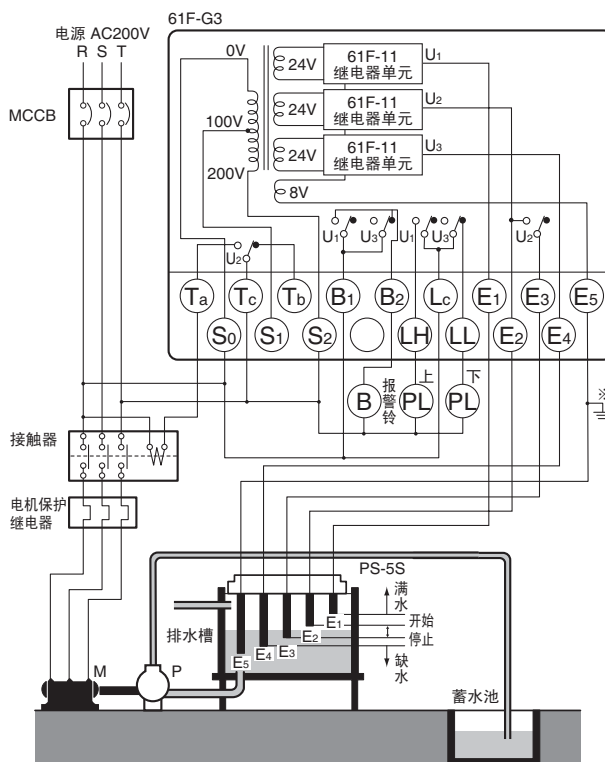 61F-G3
电源 AC200V
R S T
MCCB
0V
100V
200V
24V
61F-11
继电器单元
U1
24V
61F-11
继电器单元
U2
24V
61F-11
继电器单元
U3
8V
U2
U1
U3
U1
U3
U2
Ta Tc Tb B1 B2 Lc E1 E3 E5
S0 S1 S2 LH LL E2 E4
B
报警铃
PL
上
PL
下
※
接触器
电机保护
继电器
PS-5S
满水
开始
停止
缺水
排水槽
E1
E2
E3
E4
E5
M
P
蓄水池